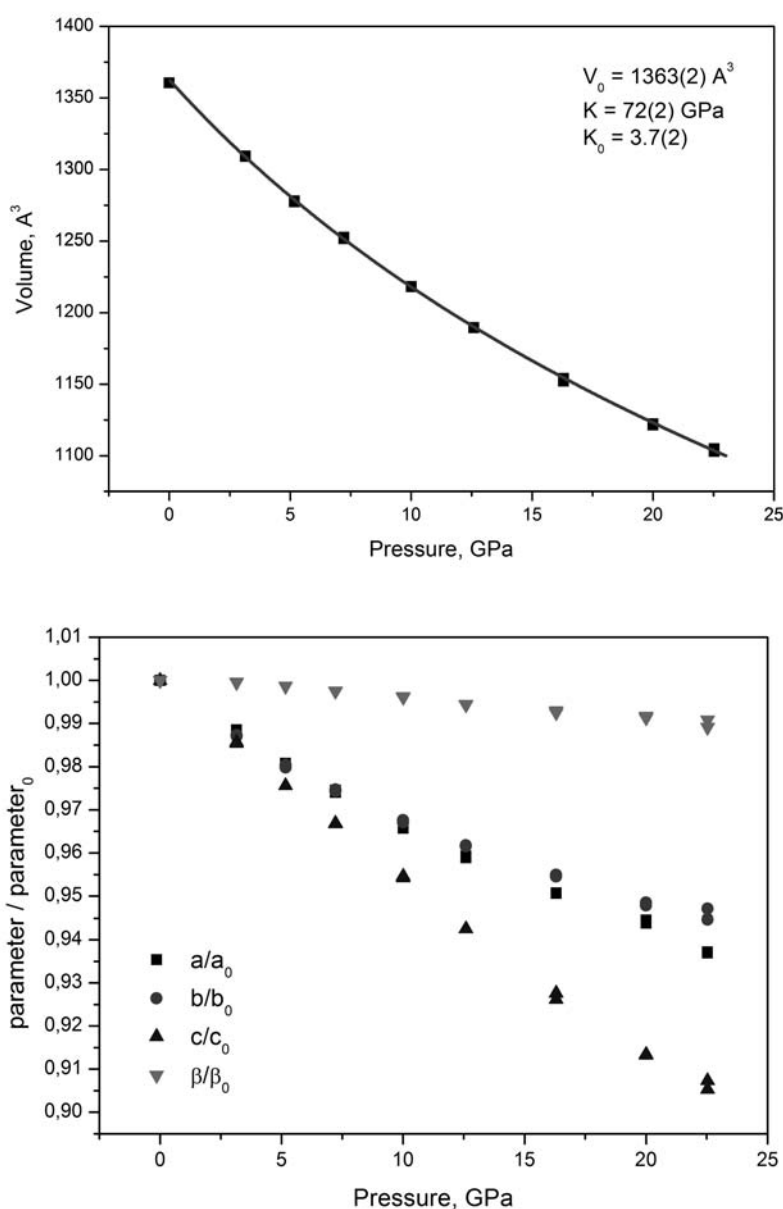 1400
1350
1300
1250
1200
1150
1100
Volume, A³
V₀ = 1363(2) A³
K = 72(2) GPa
K₀ = 3.7(2)
0 5 10 15 20 25
Pressure, GPa
1,01
1,00
0,99
0,98
0,97
0,96
0,95
0,94
0,93
0,92
0,91
0,90
parameter / parameter₀
a/a₀
b/b₀
c/c₀
β/β₀
0 5 10 15 20 25
Pressure, GPa